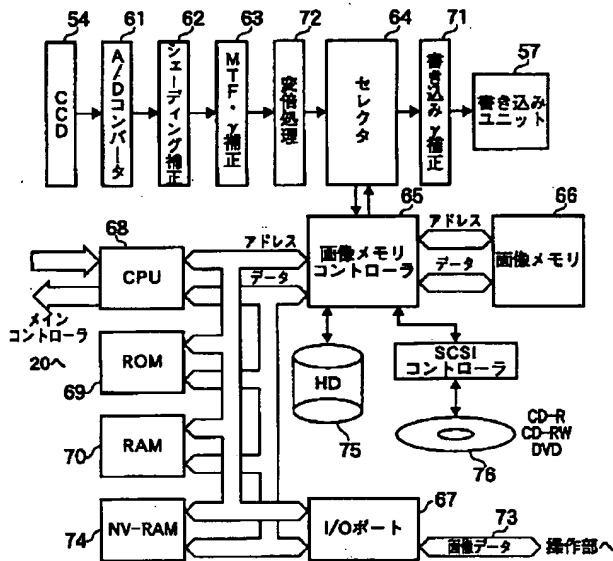 54
61
62
63
72
64
71
CCD
A/Dコンバータ
シェーディング補正
MTF・γ補正
変倍処理
セレクタ
書き込みγ補正
57
書き込み
ユニット
65
66
68
アドレス
アドレス
CPU
画像メモリ
コントローラ
画像メモリ
データ
データ
メイン
コントローラ
20へ
ROM
69
HD
75
SCSI
コントローラ
CD-R
CD-RW
DVD
76
RAM
70
67
NV-RAM
74
I/Oポート
73
画像データ
操作部へ